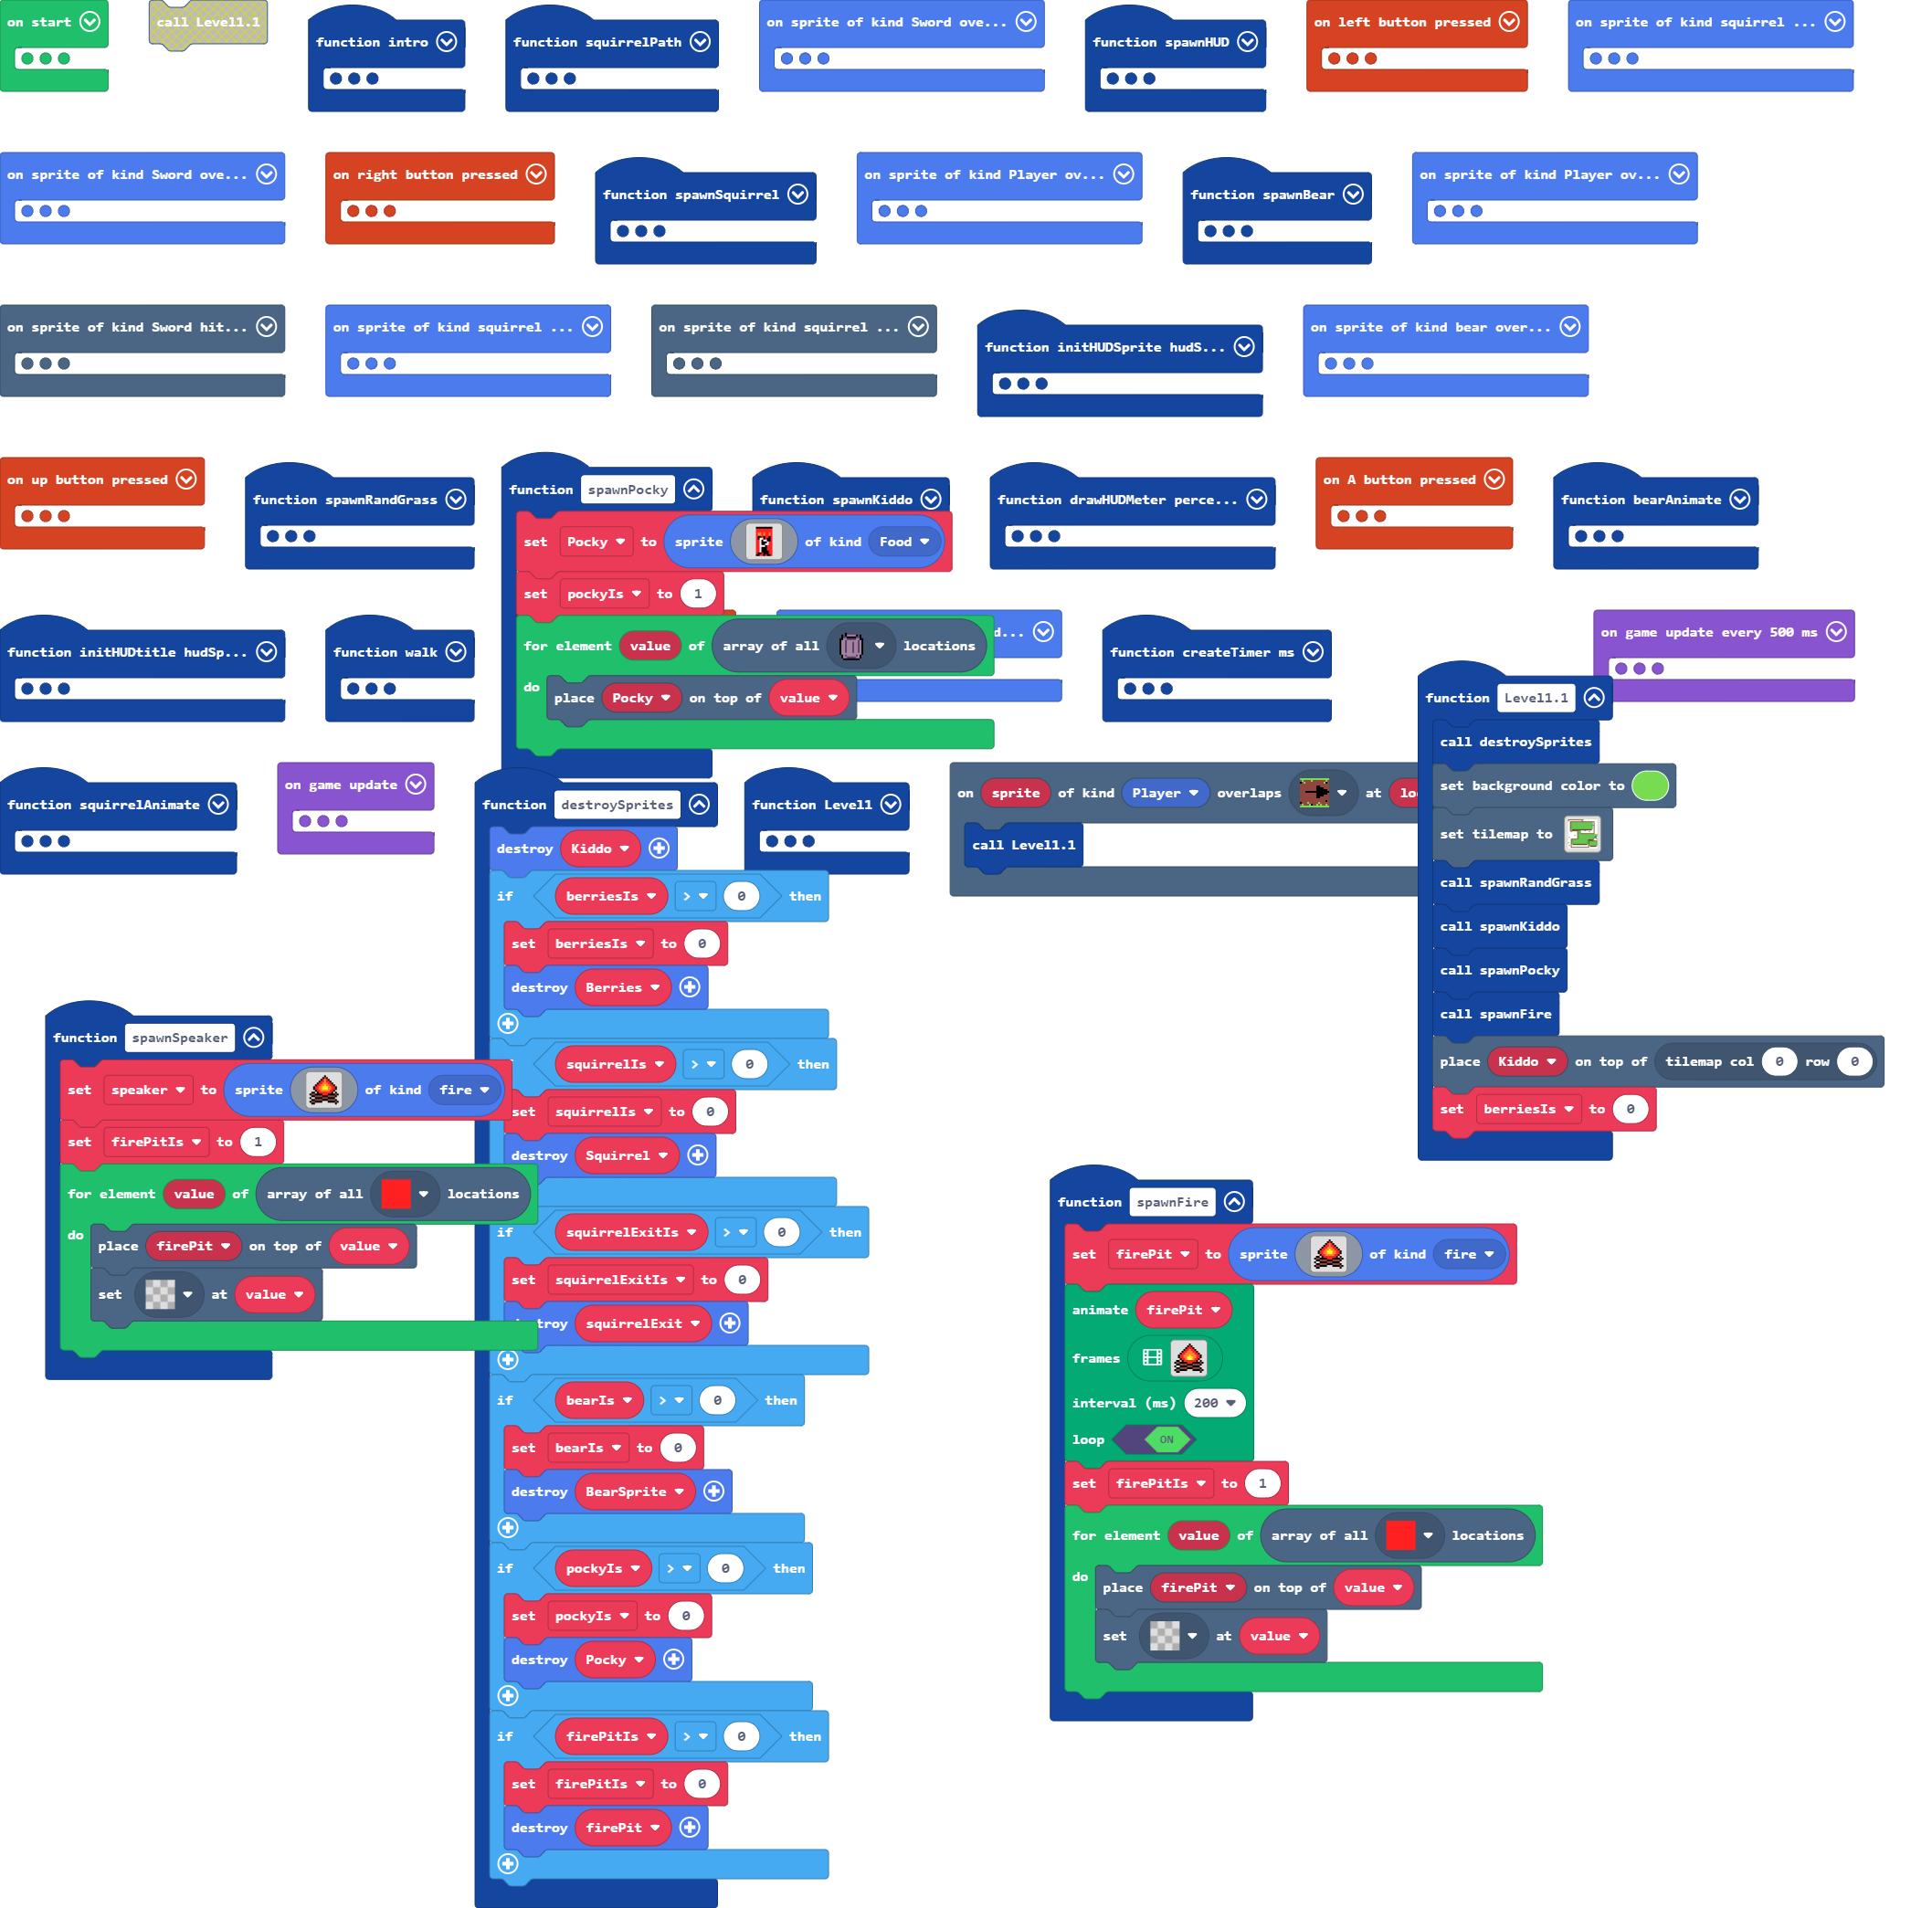 on start
call Level1.1
function intro
function squirrelPath
on sprite of kind Sword ove...
function spawnHUD
on left button pressed
on sprite of kind squirrel ...
on sprite of kind Sword ove...
on right button pressed
function spawnSquirrel
on sprite of kind Player ov...
function spawnBear
on sprite of kind Player ov...
on sprite of kind Sword hit...
on sprite of kind squirrel ...
on sprite of kind squirrel ...
function initHUDSprite hudS...
on sprite of kind bear over...
on up button pressed
function spawnRandGrass
function spawnPocky
set Pocky to sprite of kind Food
set pockyIs to 1
for element value of array of all locations
do place Pocky on top of value
function spawnKiddo
function drawHUDMeter perce...
on A button pressed
function bearAnimate
function initHUDtitle hudSp...
function walk
d...
function createTimer ms
on game update every 500 ms
function squirrelAnimate
on game update
function destroySprites
destroy Kiddo
if berriesIs > 0 then
set berriesIs to 0
destroy Berries
squirrelIs > 0 then
set squirrelIs to 0
destroy Squirrel
if squirrelExitIs > 0 then
set squirrelExitIs to 0
troy squirrelExit
if bearIs > 0 then
set bearIs to 0
destroy BearSprite
if pockyIs > 0 then
set pockyIs to 0
destroy Pocky
if firePitIs > 0 then
set firePitIs to 0
destroy firePit
function Level1
on sprite of kind Player overlaps at lo
call Level1.1
function Level1.1
call destroySprites
set background color to
set tilemap to
call spawnRandGrass
call spawnKiddo
call spawnPocky
call spawnFire
place Kiddo on top of tilemap col 0 row 0
set berriesIs to 0
function spawnSpeaker
set speaker to sprite of kind fire
set firePitIs to 1
for element value of array of all locations
do place firePit on top of value
set at value
function spawnFire
set firePit to sprite of kind fire
animate firePit
frames
interval (ms) 200
loop ON
set firePitIs to 1
for element value of array of all locations
do place firePit on top of value
set at value